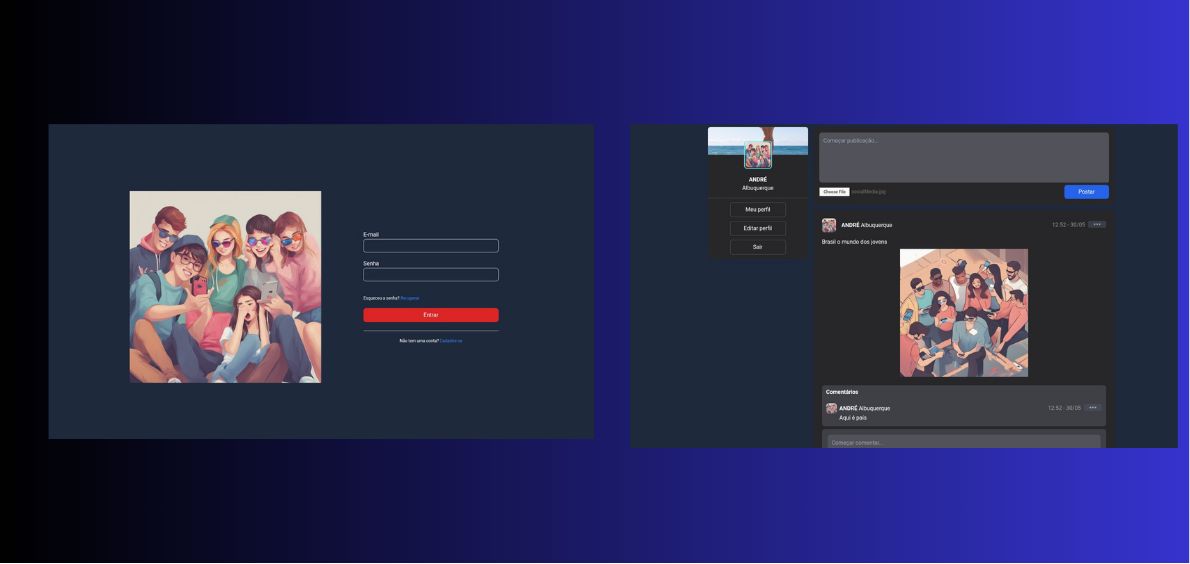 E-mail
Senha
Esqueceu a senha? Recuperar
Entrar
Não tem uma conta? Cadastre-se
ANDRÉ
Albuquerque
Meu perfil
Editar perfil
Sair
Começar publicação...
Choose File socialMedia.jpg
Postar
ANDRÉ Albuquerque 12:52 - 30/05
Brasil o mundo dos jovens
Comentários
ANDRÉ Albuquerque 12:52 - 30/05
Aqui é país
Começar comentar...